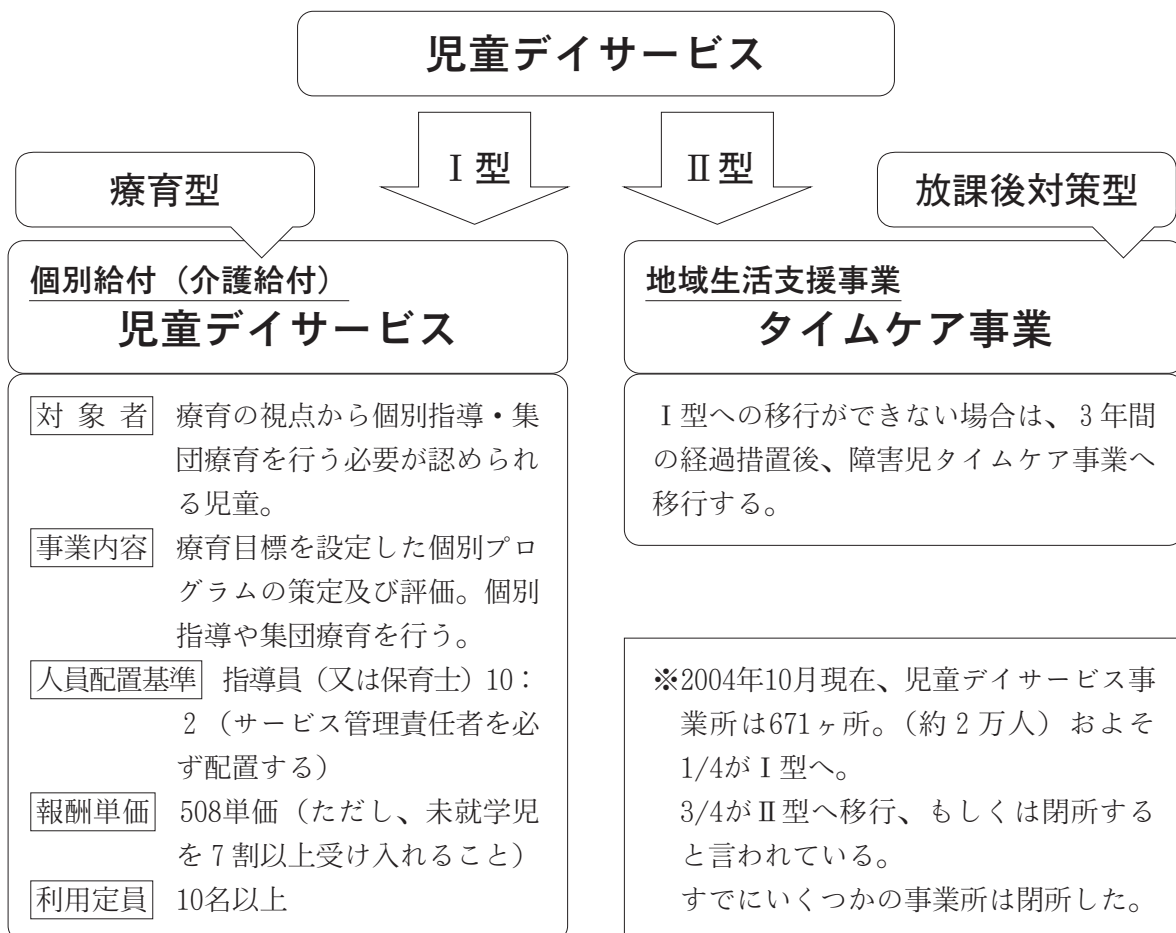 児童デイサービス
Ⅰ型
Ⅱ型
療育型
放課後対策型
個別給付（介護給付）
児童デイサービス
対象者 療育の視点から個別指導・集
団療育を行う必要が認められ
る児童。
事業内容 療育目標を設定した個別プロ
グラムの策定及び評価。個別
指導や集団療育を行う。
人員配置基準 指導員（又は保育士）10：
2（サービス管理責任者を必
ず配置する）
報酬単価 508単価（ただし、未就学児
を7割以上受け入れること）
利用定員 10名以上
地域生活支援事業
タイムケア事業
Ⅰ型への移行ができない場合は、3年間
の経過措置後、障害児タイムケア事業へ
移行する。
※2004年10月現在、児童デイサービス事
業所は671ヶ所。（約2万人）およそ
1/4がⅠ型へ。
3/4がⅡ型へ移行、もしくは閉所する
と言われている。
すでにいくつかの事業所は閉所した。